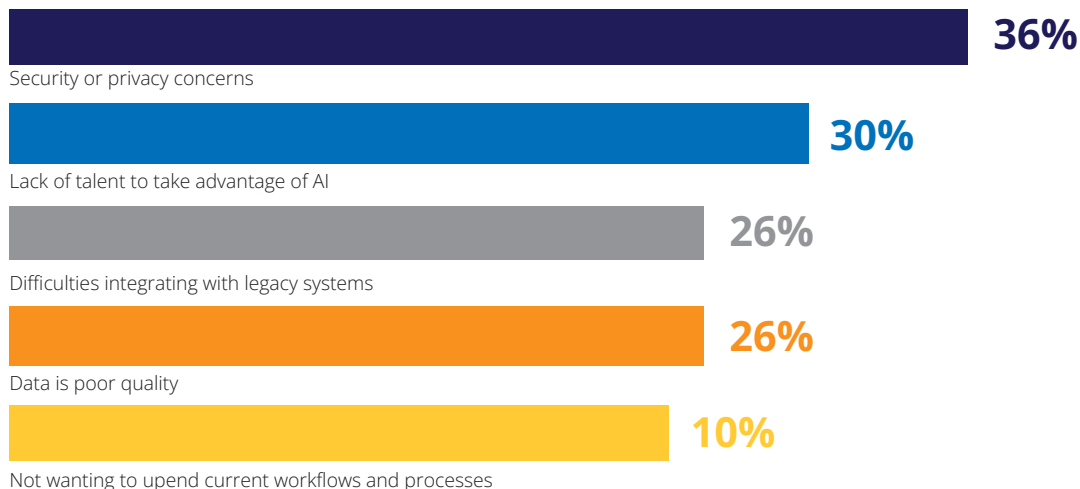 36%
Security or privacy concerns
30%
Lack of talent to take advantage of AI
26%
Difficulties integrating with legacy systems
26%
Data is poor quality
10%
Not wanting to upend current workflows and processes